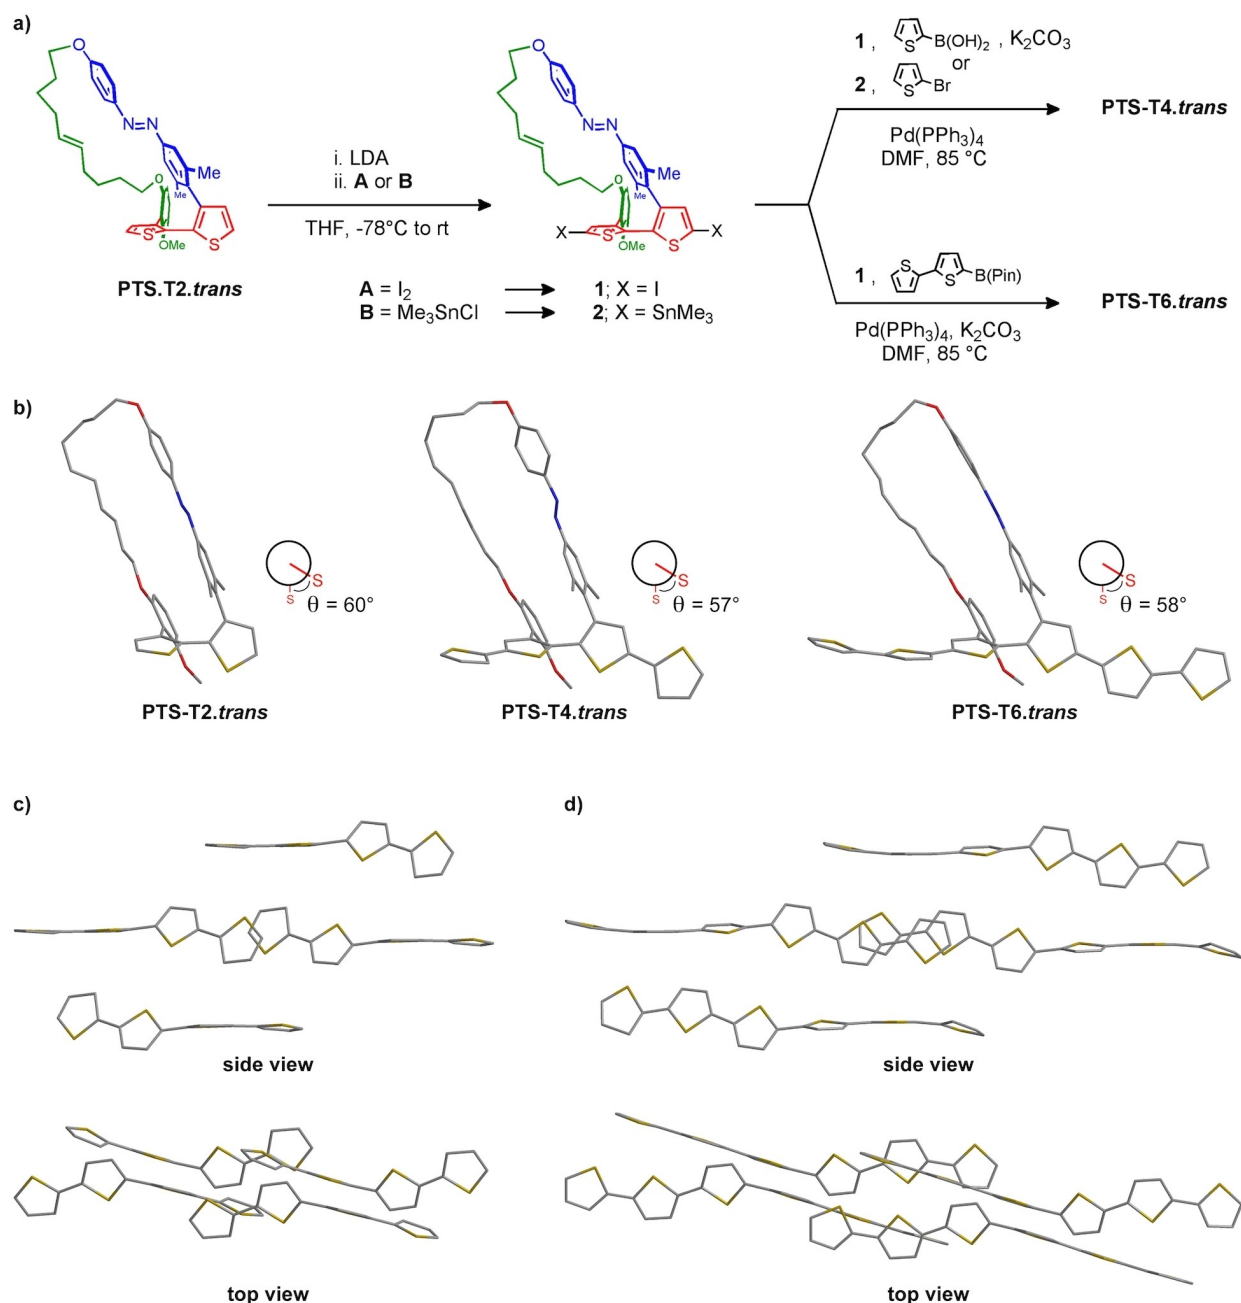 a)
O
N=N
Me
Me
O
S
S
OMe
PTS.T2.trans
i. LDA
ii. A or B
THF, -78°C to rt
A = I2
B = Me3SnCl
O
N=N
Me
Me
O
X
S
S
X
OMe
1; X = I
2; X = SnMe3
1 , S B(OH)2 , K2CO3
or
2 , S Br
Pd(PPh3)4
DMF, 85 °C
PTS-T4.trans
1 , S S B(Pin)
Pd(PPh3)4, K2CO3
DMF, 85 °C
PTS-T6.trans
b)
S
S
θ = 60°
PTS-T2.trans
S
S
θ = 57°
PTS-T4.trans
S
S
θ = 58°
PTS-T6.trans
c)
side view
top view
d)
side view
top view